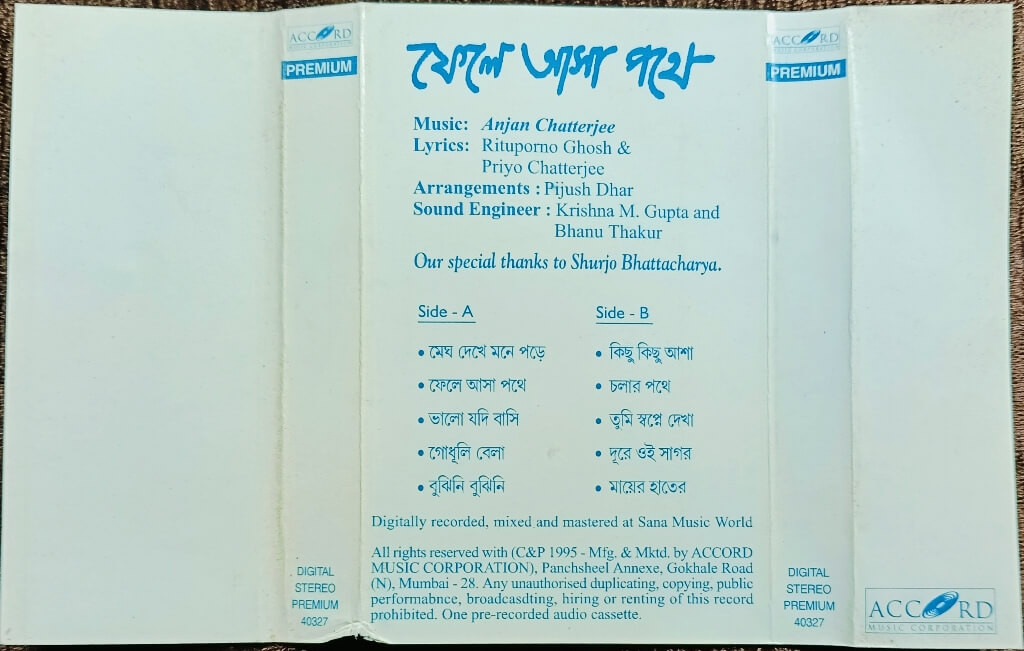 ACCORD
MUSIC CORPORATION
PREMIUM
DIGITAL
STEREO
PREMIUM
40327
ফেলে আসা পথে
Music: Anjan Chatterjee
Lyrics: Rituporno Ghosh &
Priyo Chatterjee
Arrangements : Pijush Dhar
Sound Engineer : Krishna M. Gupta and
Bhanu Thakur
Our special thanks to Shurjo Bhattacharya.
Side - A
• মেঘ দেখে মনে পড়ে
• ফেলে আসা পথে
• ভালো যদি বাসি
• গোধূলি বেলা
• বুঝিনি বুঝিনি
Side - B
• কিছু কিছু আশা
• চলার পথে
• তুমি স্বপ্নে দেখা
• দূরে ওই সাগর
• মায়ের হাতের
Digitally recorded, mixed and mastered at Sana Music World
All rights reserved with (C&P 1995 - Mfg. & Mktd. by ACCORD
MUSIC CORPORATION), Panchsheel Annexe, Gokhale Road
(N), Mumbai - 28. Any unauthorised duplicating, copying, public
performabnce, broadcasdting, hiring or renting of this record
prohibited. One pre-recorded audio cassette.
ACCORD
MUSIC CORPORATION
PREMIUM
DIGITAL
STEREO
PREMIUM
40327
ACCORD
MUSIC CORPORATION